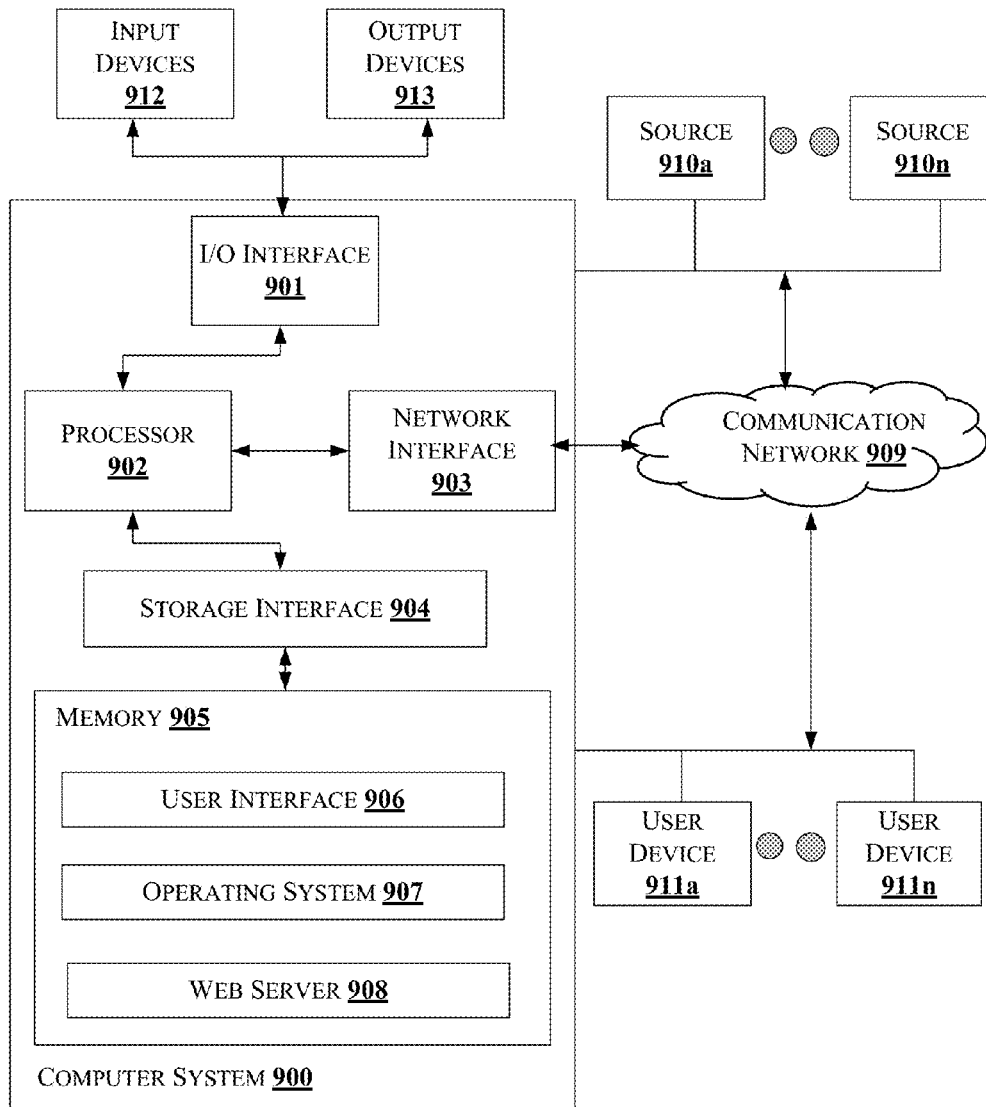 INPUT
DEVICES
912
OUTPUT
DEVICES
913
SOURCE
910a
SOURCE
910n
I/O INTERFACE
901
PROCESSOR
902
NETWORK
INTERFACE
903
COMMUNICATION
NETWORK 909
STORAGE INTERFACE 904
MEMORY 905
USER INTERFACE 906
OPERATING SYSTEM 907
WEB SERVER 908
USER
DEVICE
911a
USER
DEVICE
911n
COMPUTER SYSTEM 900